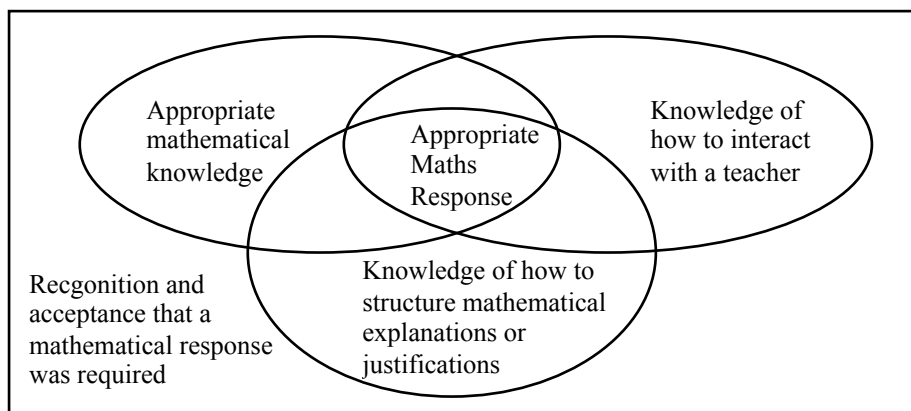 Appropriate
mathematical
knowledge
Appropriate
Maths
Response
Knowledge of
how to interact
with a teacher
Recgonition and
acceptance that a
mathematical response
was required
Knowledge of how to
structure mathematical
explanations or
justifications